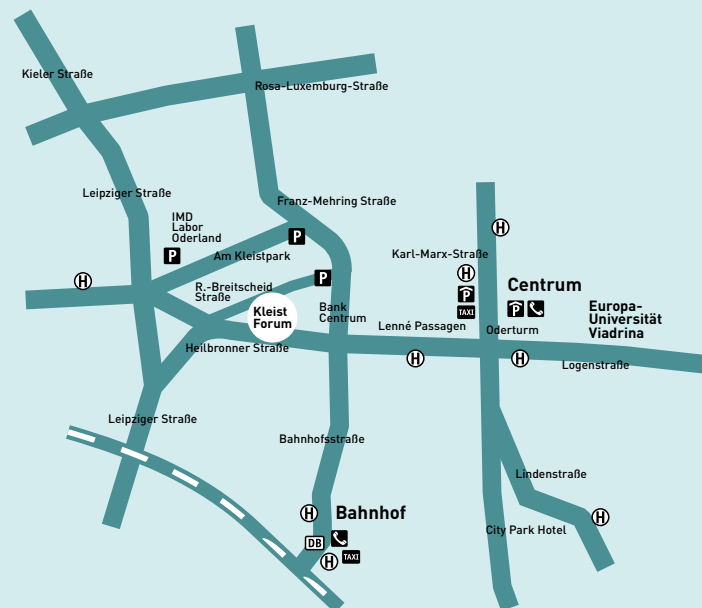 Kieler Straße
Rosa-Luxemburg-Straße
Leipziger Straße
Franz-Mehring Straße
IMD
Labor
Oderland
P
P
Am Kleistpark
H
H
Karl-Marx-Straße
H
P
TAXI
Centrum
P
R.-Breitscheid
Straße
P
Kleist
Forum
Bank
Centrum
Europa-
Universität
Viadrina
Lenné Passagen
Oderturm
Heilbronner Straße
H
H
Logenstraße
Leipziger Straße
Bahnhofsstraße
Lindenstraße
H
Bahnhof
City Park Hotel
H
DB
H
TAXI